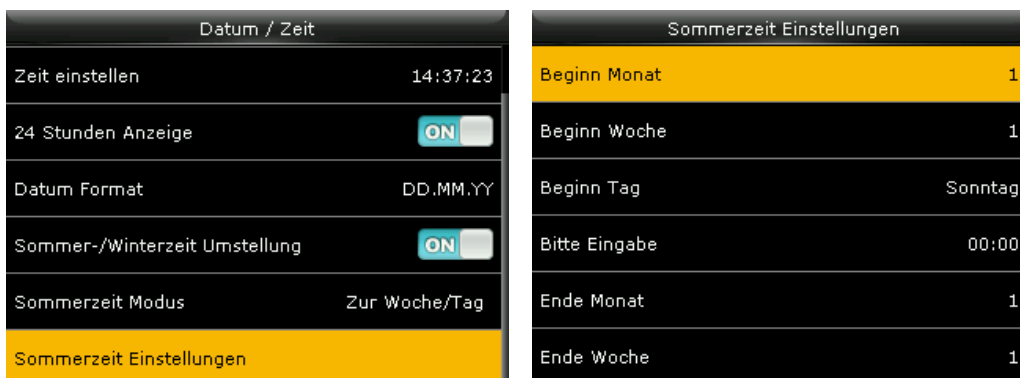 Datum / Zeit
Zeit einstellen 14:37:23
24 Stunden Anzeige ON
Datum Format DD.MM.YY
Sommer-/Winterzeit Umstellung ON
Sommerzeit Modus Zur Woche/Tag
Sommerzeit Einstellungen
Sommerzeit Einstellungen
Beginn Monat 1
Beginn Woche 1
Beginn Tag Sonntag
Bitte Eingabe 00:00
Ende Monat 1
Ende Woche 1